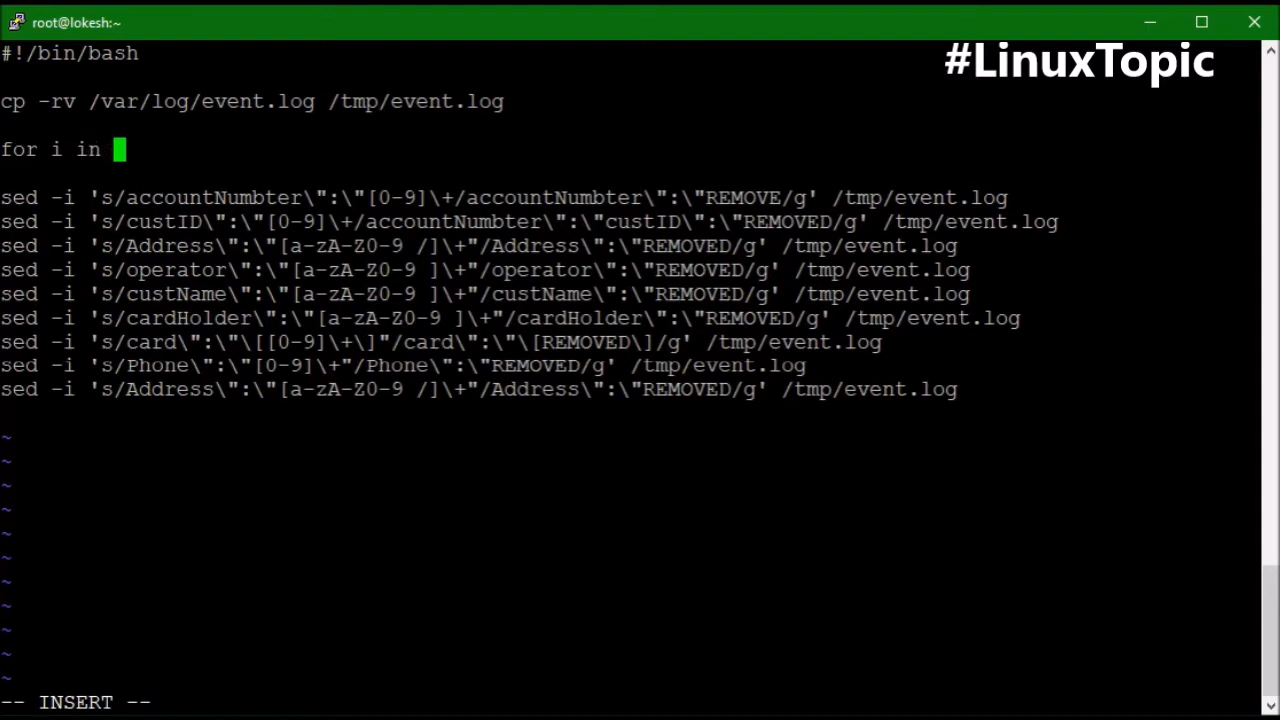 root@lokesh:~
#LinuxTopic
#!/bin/bash
cp -rv /var/log/event.log /tmp/event.log
for i in
sed -i 's/accountNumbter\":\"[0-9]\+/accountNumbter\":\"REMOVE/g' /tmp/event.log
sed -i 's/custID\":\"[0-9]\+/accountNumbter\":\"custID\":\"REMOVED/g' /tmp/event.log
sed -i 's/Address\":\"[a-zA-Z0-9 /]\+"/Address\":\"REMOVED/g' /tmp/event.log
sed -i 's/operator\":\"[a-zA-Z0-9 ]\+"/operator\":\"REMOVED/g' /tmp/event.log
sed -i 's/custName\":\"[a-zA-Z0-9 ]\+"/custName\":\"REMOVED/g' /tmp/event.log
sed -i 's/cardHolder\":\"[a-zA-Z0-9 ]\+"/cardHolder\":\"REMOVED/g' /tmp/event.log
sed -i 's/card\":\"\[[0-9]\+\]"/card\":\"\[REMOVED\]/g' /tmp/event.log
sed -i 's/Phone\":\"[0-9]\+"/Phone\":\"REMOVED/g' /tmp/event.log
sed -i 's/Address\":\"[a-zA-Z0-9 /]\+"/Address\":\"REMOVED/g' /tmp/event.log
~
~
~
~
~
~
~
~
~
~
~
-- INSERT --